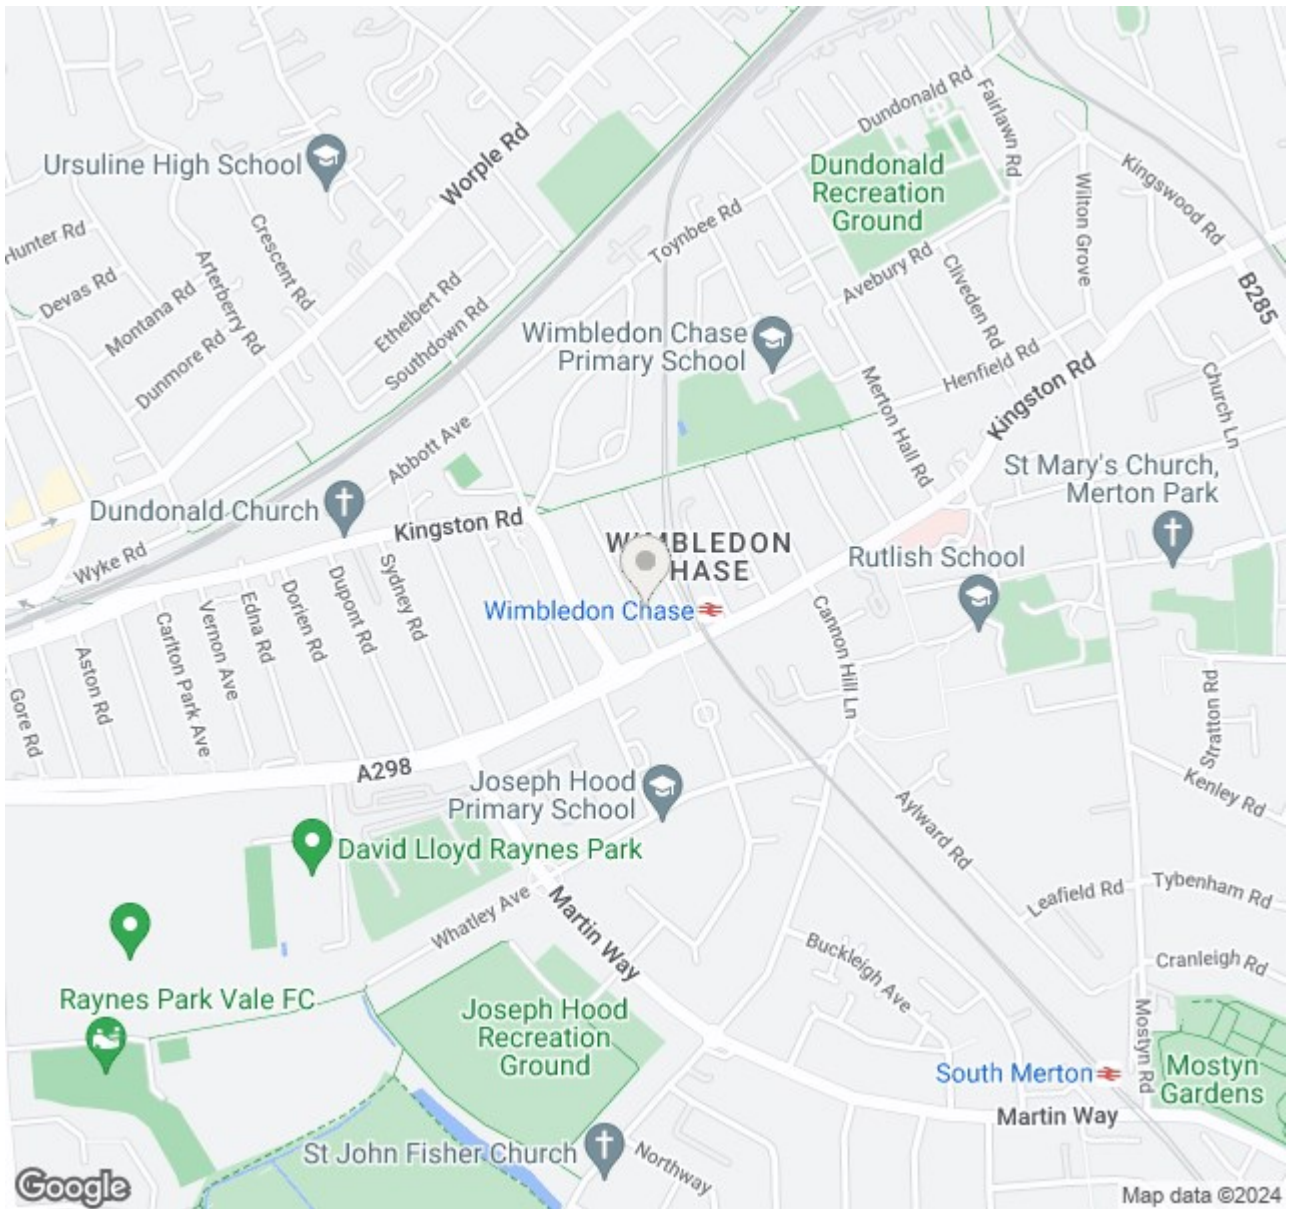 Dundonald Rd
Fairlawn Rd
Ursuline High School
Worple Rd
Dundonald
Recreation
Ground
Kingswood Rd
Wilton Grove
Toynbee Rd
Hunter Rd
Crescent Rd
Arterberry Rd
Devas Rd
Montana Rd
Dunmore Rd
Ethelbert Rd
Southdown Rd
Avebury Rd
Cliveden Rd
B285
Wimbledon Chase
Primary School
Henfield Rd
Merton Hall Rd
Kingston Rd
Church Ln
Abbott Ave
St Mary's Church,
Merton Park
Dundonald Church
Kingston Rd
Wyke Rd
WIMBLEDON
HASE
Rutlish School
Wimbledon Chase
Sydney Rd
Dupont Rd
Dorien Rd
Edna Rd
Vernon Ave
Carlton Park Ave
Aston Rd
Gore Rd
Cannon Hill Ln
Stratton Rd
A298
Joseph Hood
Primary School
Kenley Rd
Aylward Rd
David Lloyd Raynes Park
Leafield Rd
Tybenham Rd
Whatley Ave
Martin Way
Buckleigh Ave
Cranleigh Rd
Raynes Park Vale FC
Joseph Hood
Recreation
Ground
Mostyn Rd
South Merton
Mostyn
Gardens
Martin Way
St John Fisher Church
Northway
Google
Map data ©2024